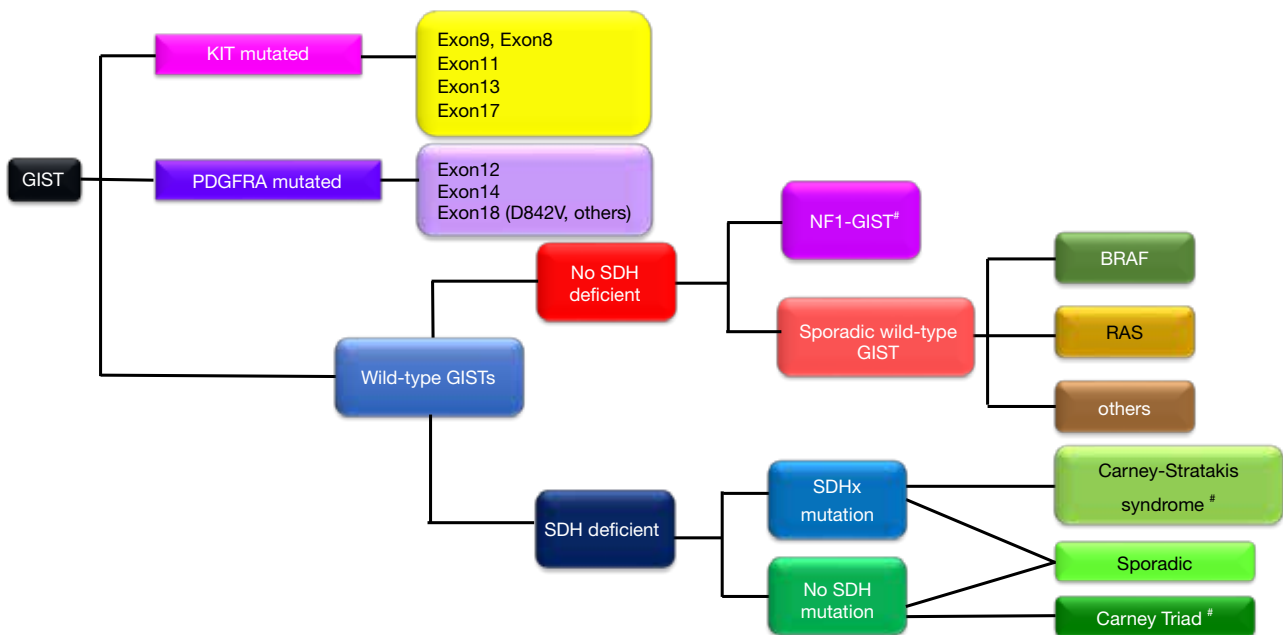 KIT mutated
Exon9, Exon8
Exon11
Exon13
Exon17
GIST
PDGFRA mutated
Exon12
Exon14
Exon18 (D842V, others)
NF1-GIST#
No SDH
deficient
BRAF
Sporadic wild-type
GIST
RAS
Wild-type GISTs
others
SDHx
mutation
Carney-Stratakis
syndrome #
SDH deficient
Sporadic
No SDH
mutation
Carney Triad #